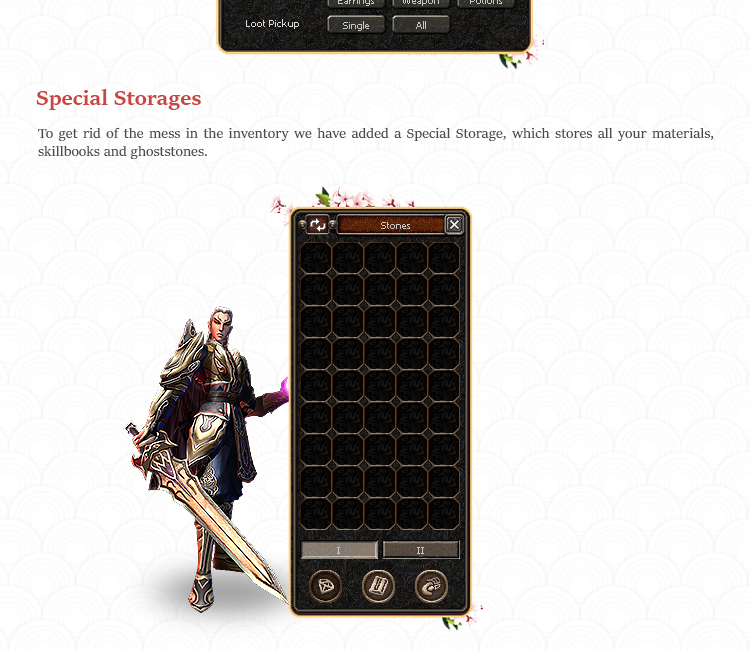 Earrings Weapon Potions
Loot Pickup Single All
Special Storages
To get rid of the mess in the inventory we have added a Special Storage, which stores all your materials,
skillbooks and ghoststones.
Stones
I II